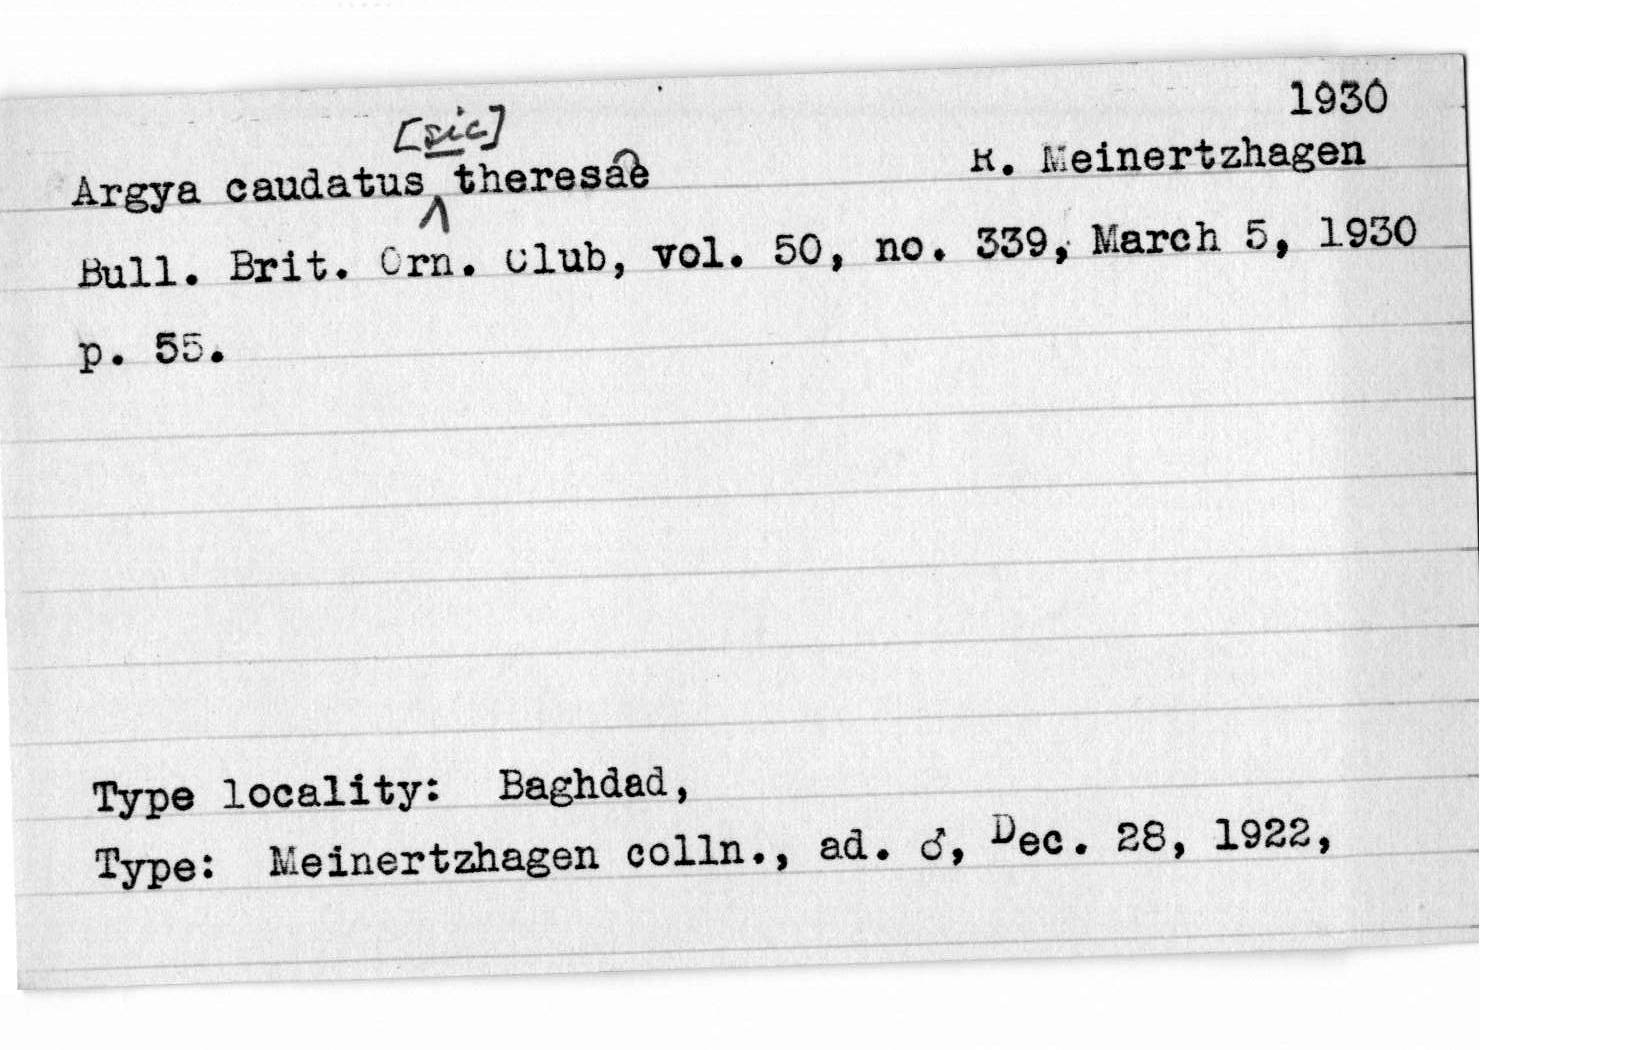 1930
[sic]
Argya caudatus theresae R. Meinertzhagen
Bull. Brit. Orn. Club, vol. 50, no. 339, March 5, 1930
p. 55.
Type locality: Baghdad,
Type: Meinertzhagen colln., ad. ♂, Dec. 28, 1922,